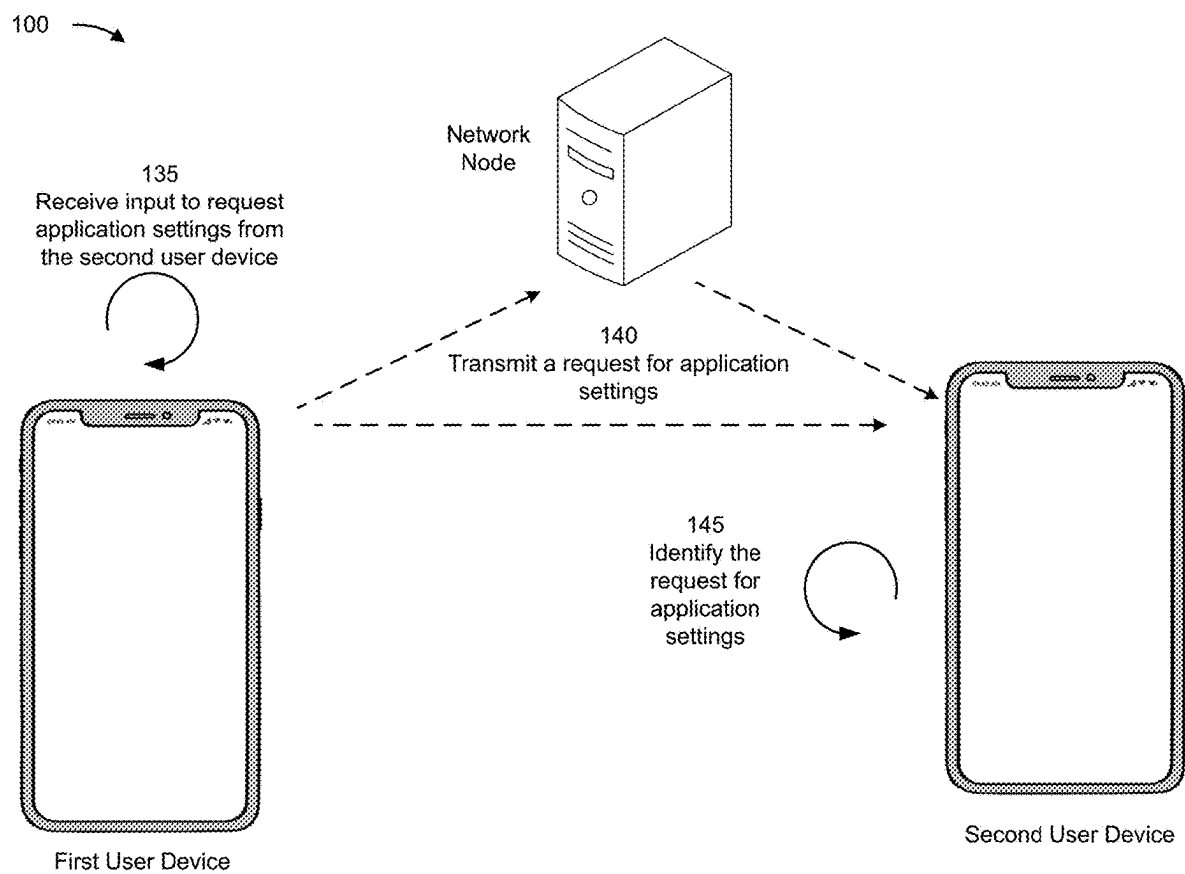 100
Network
Node
135
Receive input to request
application settings from
the second user device
140
Transmit a request for application
settings
145
Identify the
request for
application
settings
First User Device
Second User Device